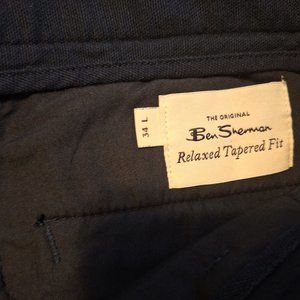 34 L
THE ORIGINAL
Ben Sherman
Relaxed Tapered Fit